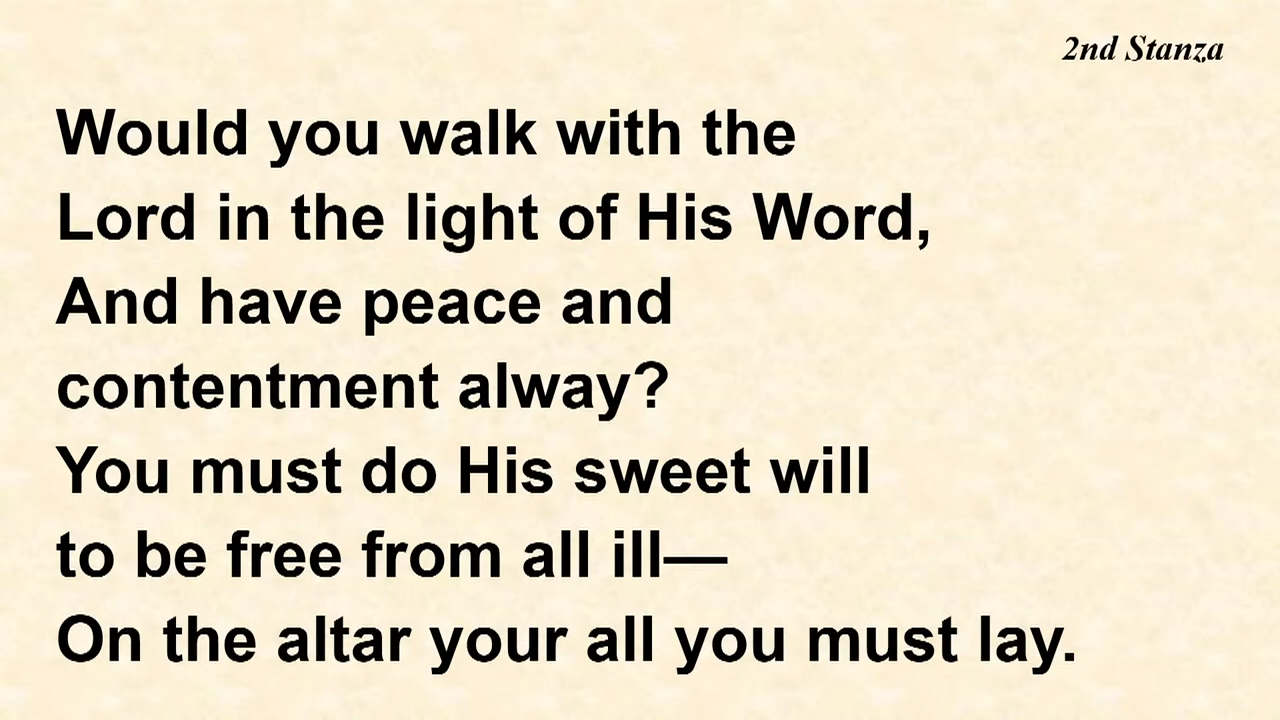 2nd Stanza
Would you walk with the
Lord in the light of His Word,
And have peace and
contentment alway?
You must do His sweet will
to be free from all ill—
On the altar your all you must lay.